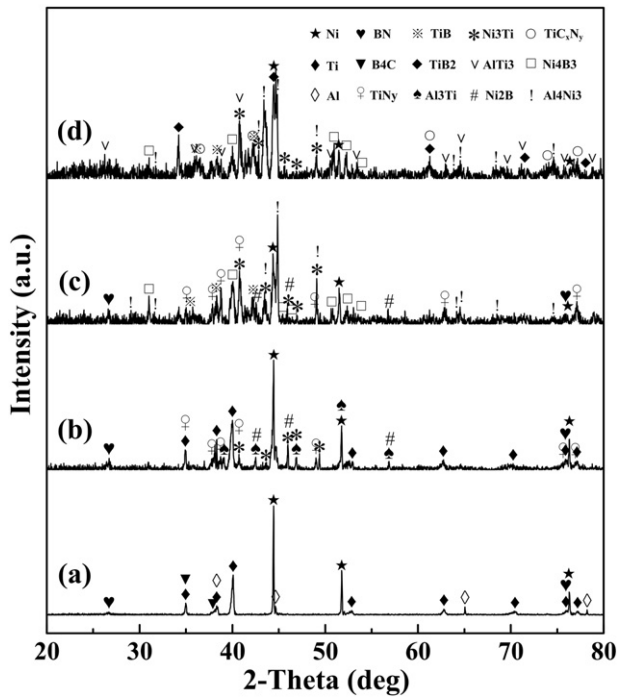 ★ Ni ♥ BN ※ TiB * Ni3Ti ○ TiCxNy
♦ Ti ▼ B4C ◆ TiB2 ∨ AlTi3 □ Ni4B3
◇ Al ♀ TiNy ♠ Al3Ti # Ni2B ! Al4Ni3
(d)
(c)
(b)
(a)
Intensity (a.u.)
20 30 40 50 60 70 80
2-Theta (deg)